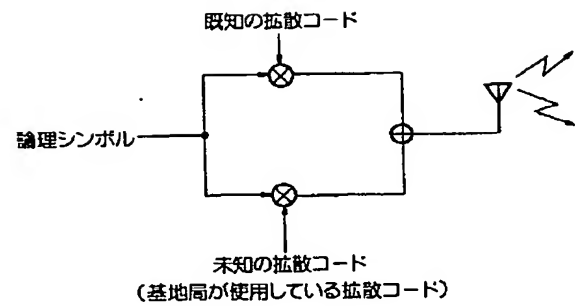 既知の拡散コード
論理シンボル
未知の拡散コード
(基地局が使用している拡散コード)